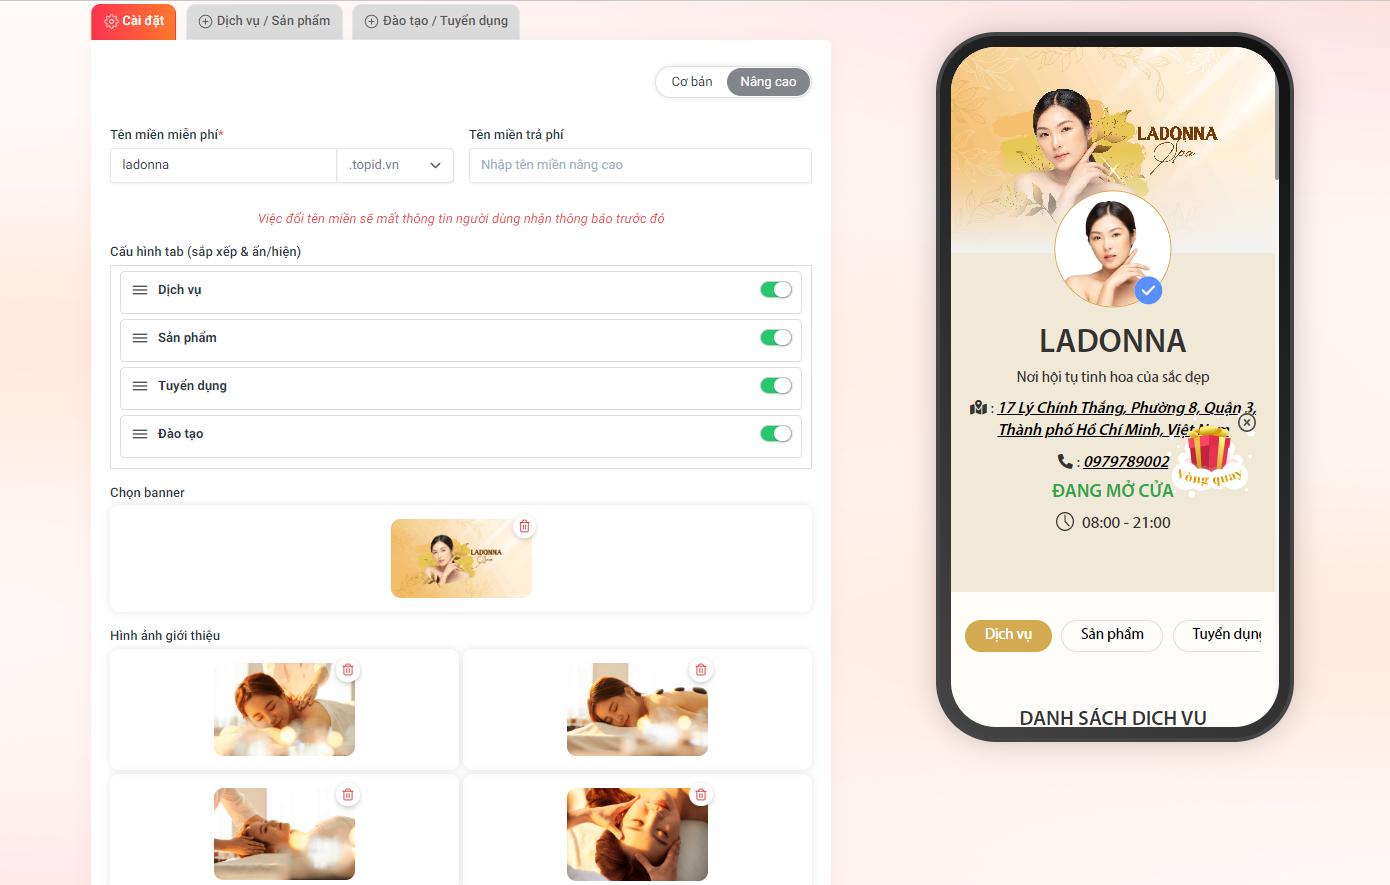 Cài đặt
Dịch vụ / Sản phẩm
Đào tạo / Tuyển dụng
Cơ bản
Nâng cao
Tên miền miễn phí*
Tên miền trả phí
ladonna
.topid.vn
Nhập tên miền nâng cao
Việc đổi tên miền sẽ mất thông tin người dùng nhận thông báo trước đó
Cấu hình tab (sắp xếp & ẩn/hiện)
Dịch vụ
Sản phẩm
Tuyển dụng
Đào tạo
Chọn banner
LADONNA
Spa
Hình ảnh giới thiệu
LADONNA
Spa
LADONNA
Nơi hội tụ tinh hoa của sắc đẹp
: 17 Lý Chính Thắng, Phường 8, Quận 3,
Thành phố Hồ Chí Minh, Việt Nam
: 0979789002
Vòng quay
ĐANG MỞ CỬA
08:00 - 21:00
Dịch vụ
Sản phẩm
Tuyển dụng
DANH SÁCH DỊCH VỤ